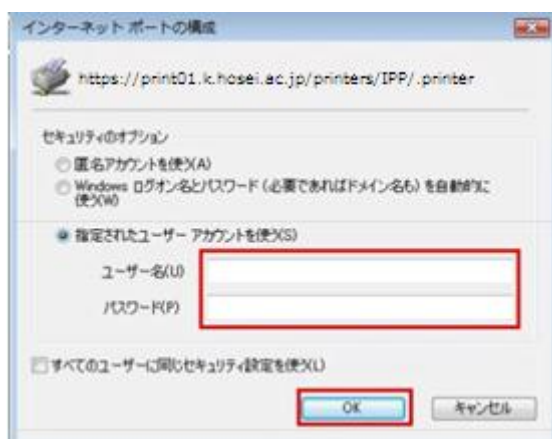 インターネット ポートの構成
https://print01.k.hosei.ac.jp/printers/IPP/.printer
セキュリティのオプション
匿名アカウントを使う(A)
Windows ログオン名とパスワード (必要であればドメイン名も) を自動的に
使う(W)
指定されたユーザー アカウントを使う(S)
ユーザー名(U)
パスワード(P)
すべてのユーザーに同じセキュリティ設定を使う(L)
OK
キャンセル